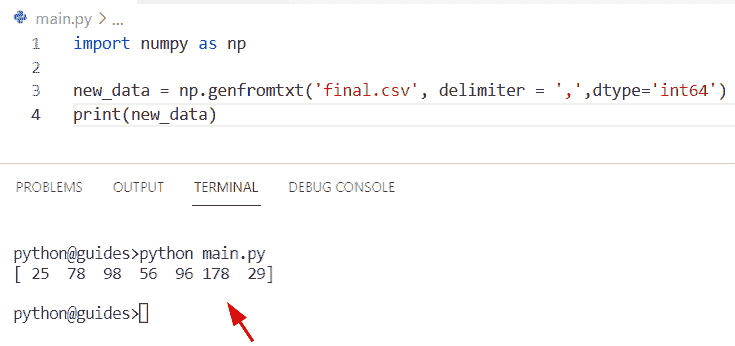 main.py > ...
1 import numpy as np
2
3 new_data = np.genfromtxt('final.csv', delimiter = ',',dtype='int64')
4 print(new_data)
PROBLEMS OUTPUT TERMINAL DEBUG CONSOLE
python@guides>python main.py
[ 25  78  98  56  96 178  29]
python@guides>